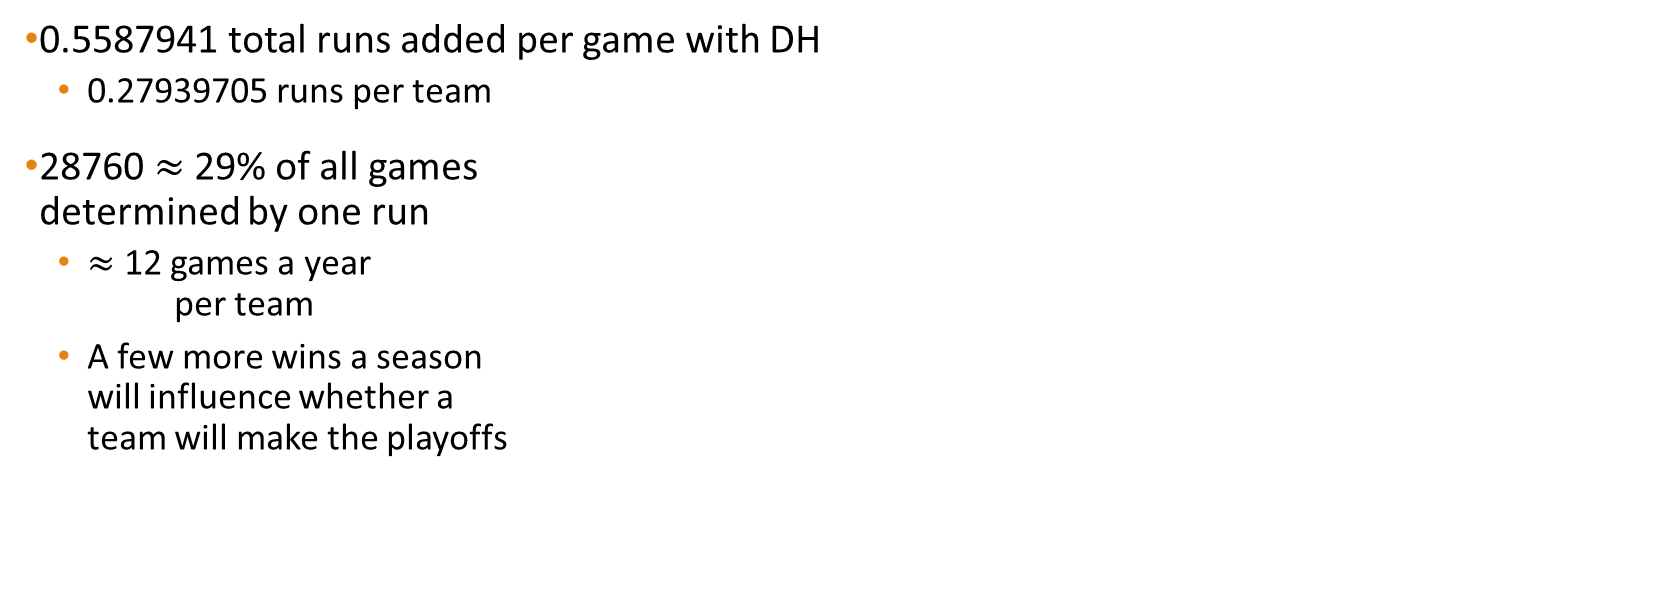 •0.5587941 total runs added per game with DH
• 0.27939705 runs per team
•28760 ≈ 29% of all games
determined by one run
• ≈ 12 games a year
per team
• A few more wins a season
will influence whether a
team will make the playoffs